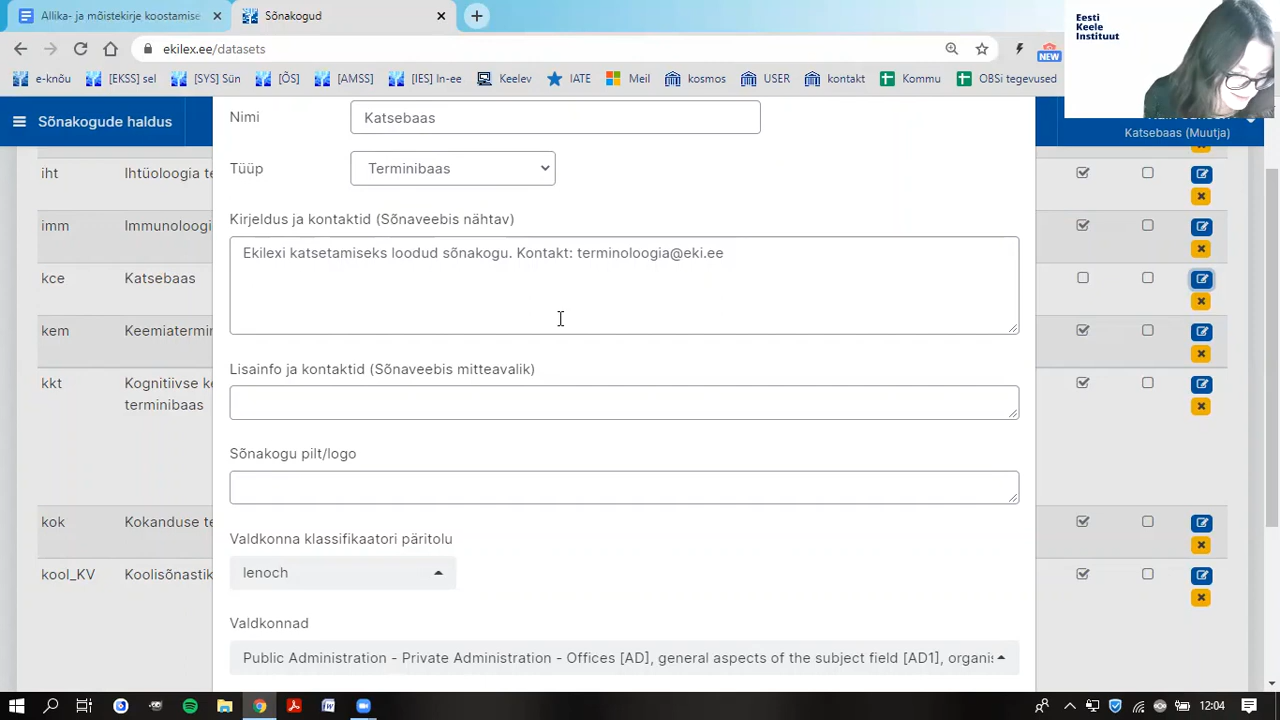 Allika- ja mõistekirje koostamise
Sõnakogud
ekilex.ee/datasets
NEW
e-knõu
[EKSS] sel
[SYS] Sün
[ÕS]
[AMSS]
[IES] In-ee
Keelev
IATE
Meil
kosmos
USER
kontakt
Kommu
OBSi tegevused
Eesti
Keele
Instituut
Sõnakogude haldus
Katsebaas (Muutja)
Nimi
Katsebaas
Tüüp
Terminibaas
Kirjeldus ja kontaktid (Sõnaveebis nähtav)
Ekilexi katsetamiseks loodud sõnakogu. Kontakt: terminoloogia@eki.ee
Lisainfo ja kontaktid (Sõnaveebis mitteavalik)
Sõnakogu pilt/logo
Valdkonna klassifikaatori päritolu
lenoch
Valdkonnad
Public Administration - Private Administration - Offices [AD], general aspects of the subject field [AD1], organis
iht Ihtüoloogia te
imm Immunoloogi
kce Katsebaas
kem Keemiatermin
kkt Kognitiivse ke
terminibaas
kok Kokanduse te
kool_KV Koolisõnastik
12:04